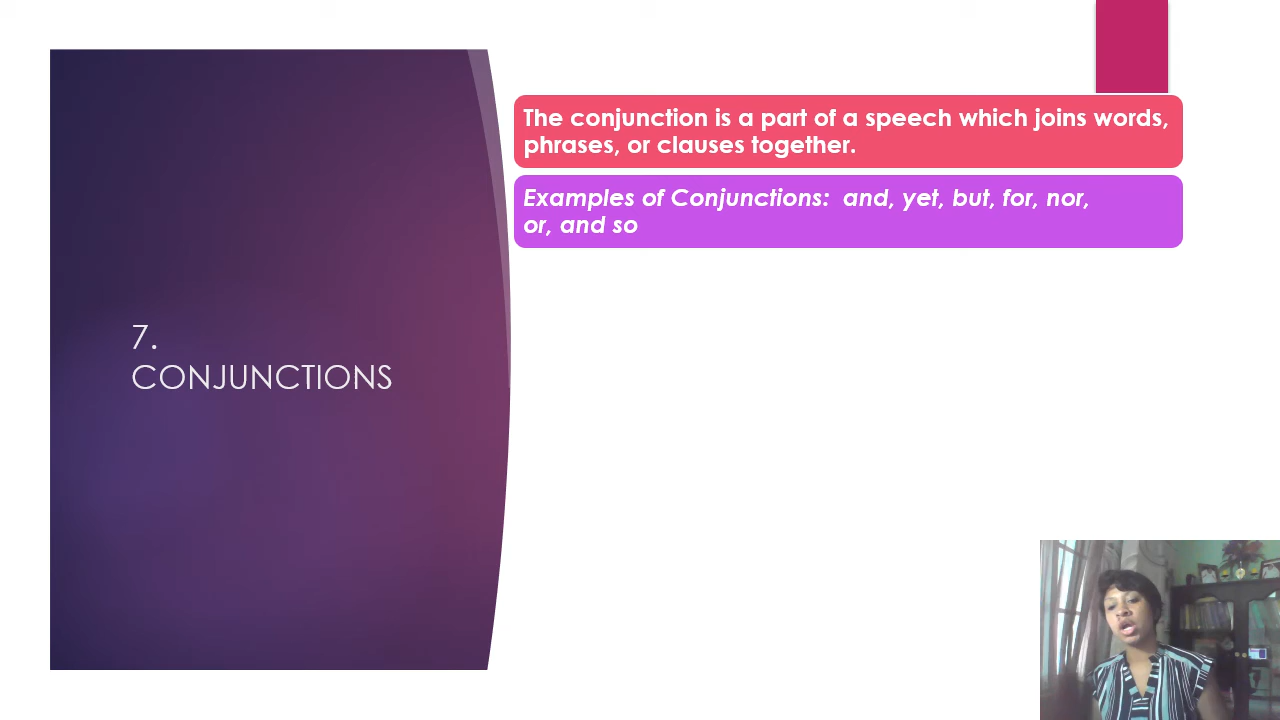 7.
CONJUNCTIONS
The conjunction is a part of a speech which joins words,
phrases, or clauses together.
Examples of Conjunctions:  and, yet, but, for, nor,
or, and so